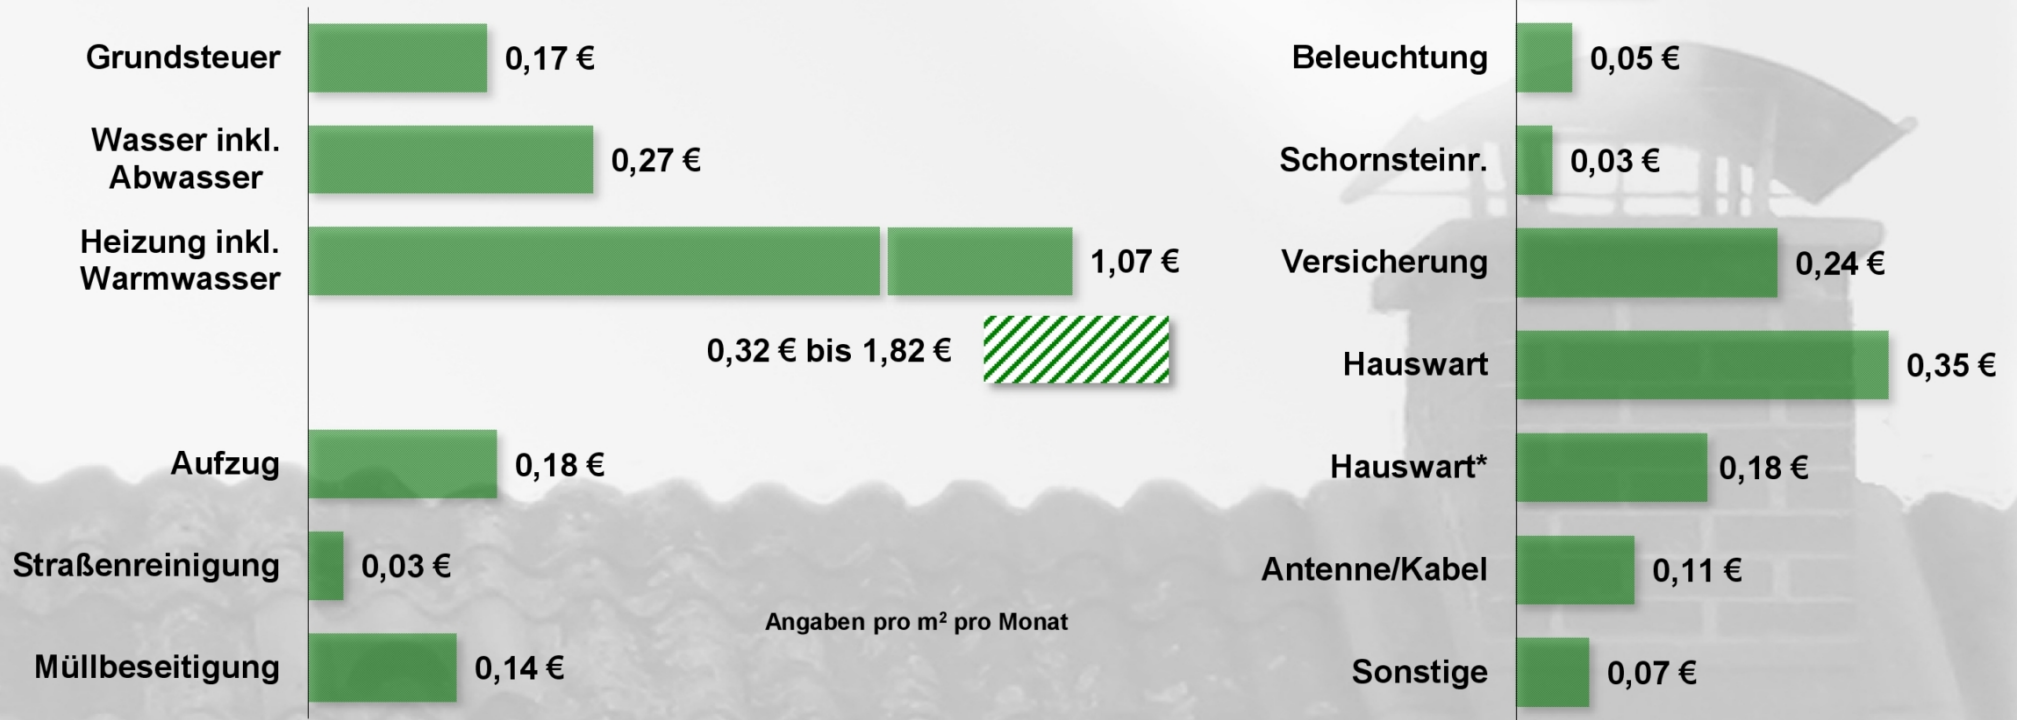 Grundsteuer
0,17 €
Wasser inkl.
Abwasser
0,27 €
Heizung inkl.
Warmwasser
1,07 €
0,32 € bis 1,82 €
Aufzug
0,18 €
Straßenreinigung
0,03 €
Müllbeseitigung
0,14 €
Angaben pro m² pro Monat
Beleuchtung
0,05 €
Schornsteinr.
0,03 €
Versicherung
0,24 €
Hauswart
0,35 €
Hauswart*
0,18 €
Antenne/Kabel
0,11 €
Sonstige
0,07 €